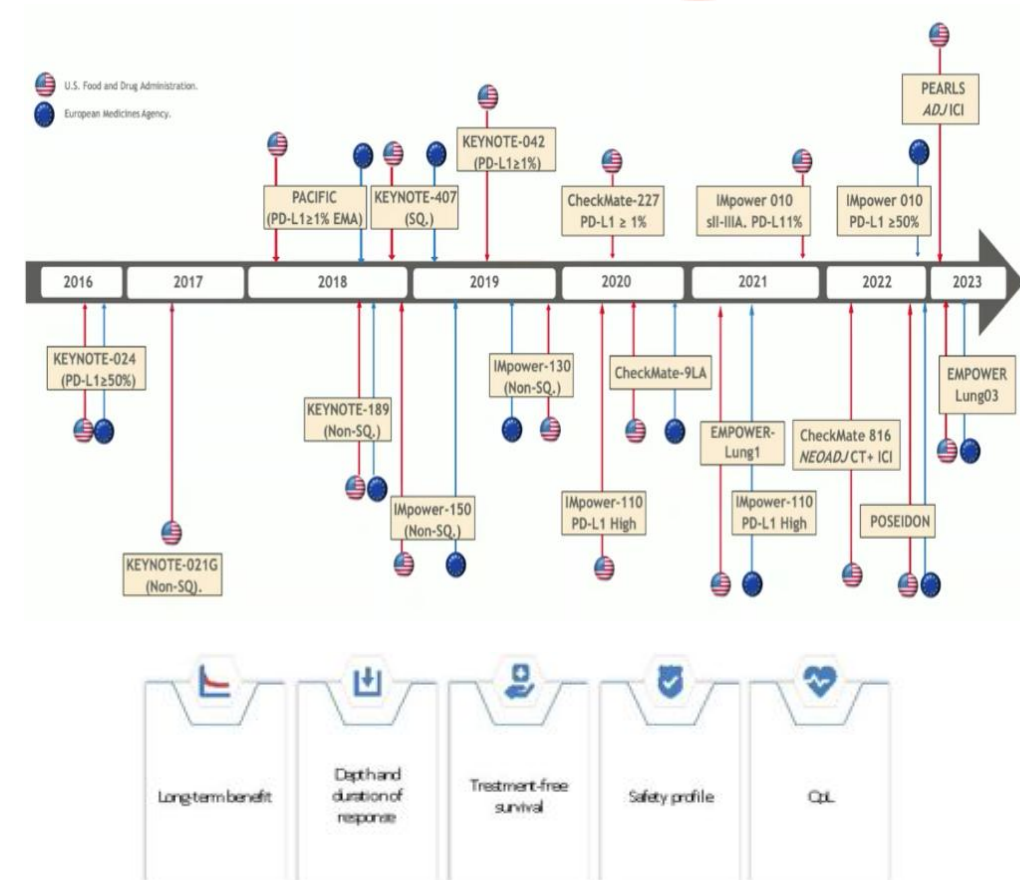 U.S. Food and Drug Administration.
European Medicines Agency.
PEARLS
ADJ ICI
KEYNOTE-042
(PD-L1≥1%)
PACIFIC
(PD-L1≥1% EMA)
KEYNOTE-407
(SQ.)
CheckMate-227
PD-L1 ≥ 1%
IMpower 010
sII-IIIA. PD-L11%
IMpower 010
PD-L1 ≥50%
2016
2017
2018
2019
2020
2021
2022
2023
KEYNOTE-024
(PD-L1≥50%)
KEYNOTE-189
(Non-SQ.)
IMpower-130
(Non-SQ.)
CheckMate-9LA
EMPOWER
Lung03
EMPOWER-
Lung1
CheckMate 816
NEOADJ CT+ ICI
IMpower-150
(Non-SQ.)
IMpower-110
PD-L1 High
IMpower-110
PD-L1 High
POSEIDON
KEYNOTE-021G
(Non-SQ).
Long-term benefit
Depth and
duration of
response
Treatment-free
survival
Safety profile